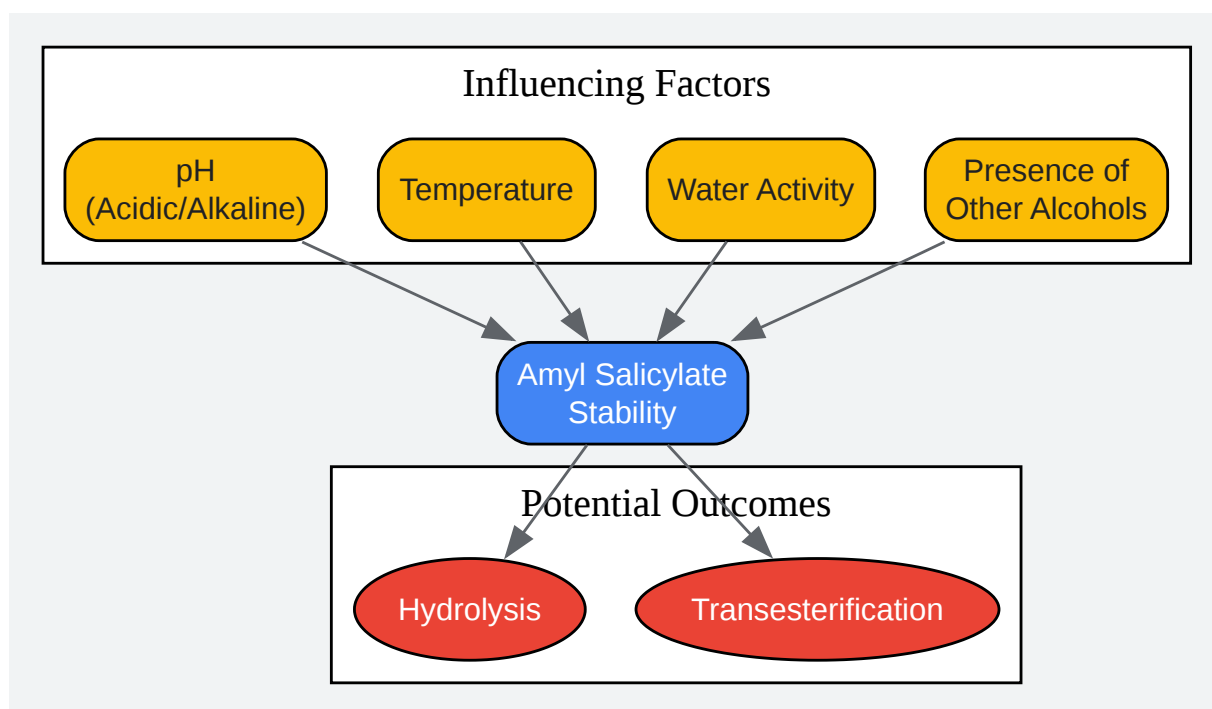 Influencing Factors
pH
(Acidic/Alkaline)
Temperature
Water Activity
Presence of
Other Alcohols
Amyl Salicylate
Stability
Potential Outcomes
Hydrolysis
Transesterification